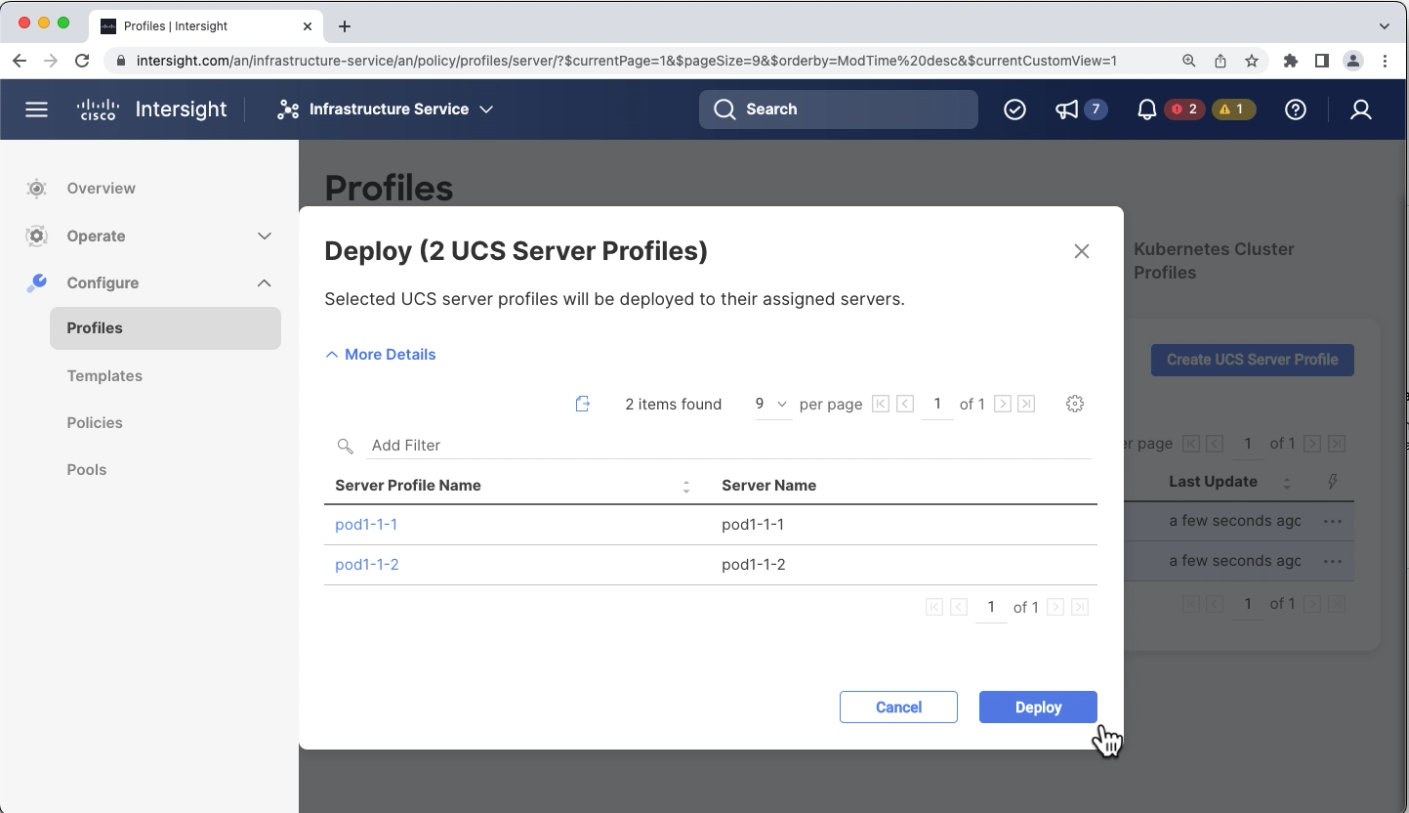 Profiles | Intersight
intersight.com/an/infrastructure-service/an/policy/profiles/server/?$currentPage=1&$pageSize=9&$orderby=ModTime%20desc&$currentCustomView=1
CISCO Intersight Infrastructure Service Search 7 2 1
Overview
Operate
Configure
Profiles
Templates
Policies
Pools
Profiles
Kubernetes Cluster
Profiles
Create UCS Server Profile
er page 1 of 1
Last Update
a few seconds agc
a few seconds agc
1 of 1
Deploy (2 UCS Server Profiles)
Selected UCS server profiles will be deployed to their assigned servers.
More Details
2 items found 9 per page 1 of 1
Add Filter
Server Profile Name Server Name
pod1-1-1 pod1-1-1
pod1-1-2 pod1-1-2
1 of 1
Cancel Deploy